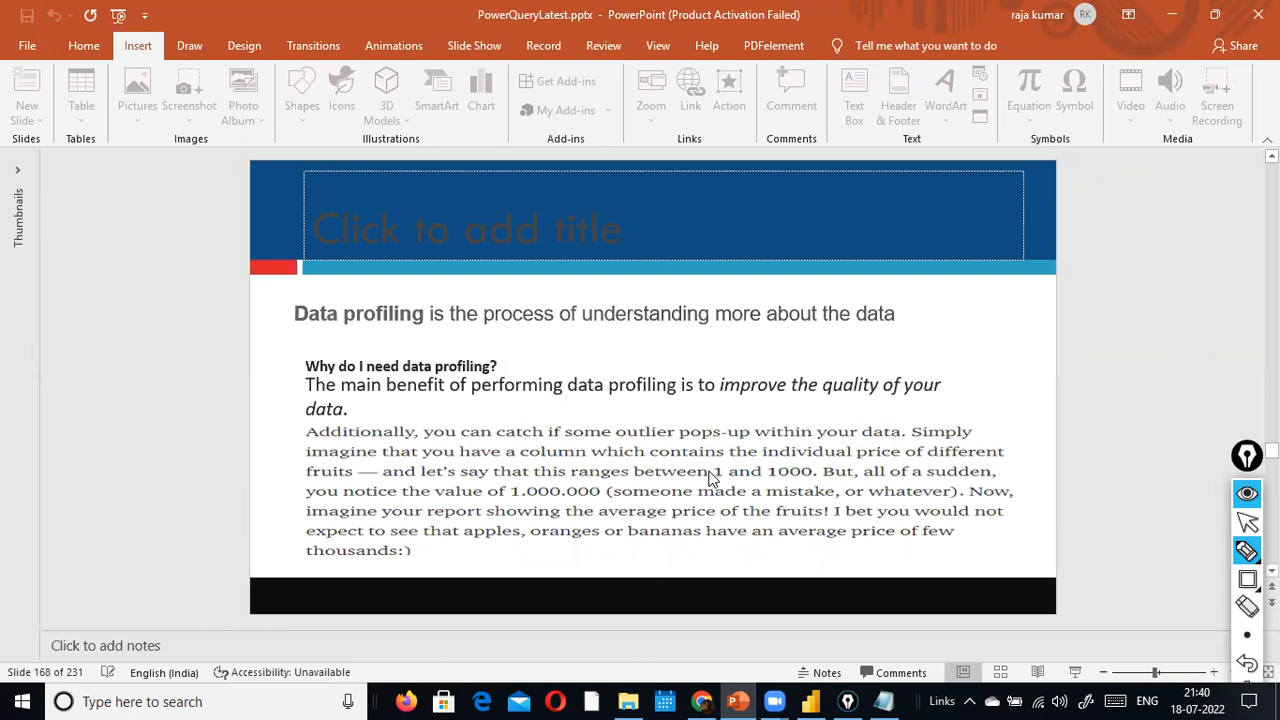 PowerQueryLatest.pptx - PowerPoint (Product Activation Failed)
raja kumar
RK
File Home Insert Draw Design Transitions Animations Slide Show Record Review View Help PDFelement Tell me what you want to do Share
New Slide
Table
Pictures
Screenshot
Photo Album
Shapes
Icons
3D Models
SmartArt
Chart
Get Add-ins
My Add-ins
Zoom
Link
Action
Comment
Text Box
Header & Footer
WordArt
Equation
Symbol
Video
Audio
Screen Recording
Slides Tables Images Illustrations Add-ins Links Comments Text Symbols Media
Thumbnails
Click to add title
Data profiling is the process of understanding more about the data
Why do I need data profiling?
The main benefit of performing data profiling is to improve the quality of your
data.
Additionally, you can catch if some outlier pops-up within your data. Simply
imagine that you have a column which contains the individual price of different
fruits — and let's say that this ranges between 1 and 1000. But, all of a sudden,
you notice the value of 1.000.000 (someone made a mistake, or whatever). Now,
imagine your report showing the average price of the fruits! I bet you would not
expect to see that apples, oranges or bananas have an average price of few
thousands:)
Click to add notes
Slide 168 of 231 English (India) Accessibility: Unavailable Notes Comments
Type here to search
Links
ENG
21:40
18-07-2022